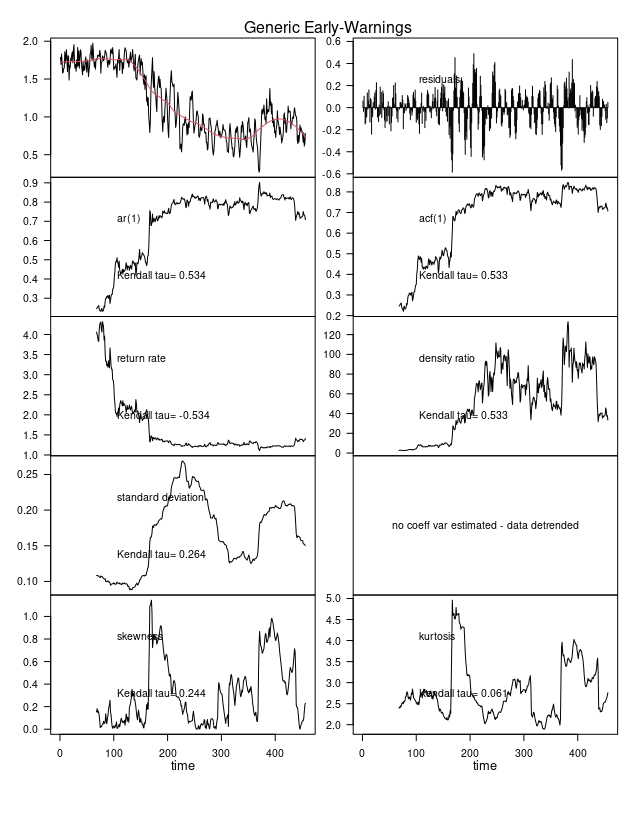 Generic Early-Warnings
2.0
1.5
1.0
0.5
0.6
0.4
0.2
0.0
-0.2
-0.4
-0.6
residuals
0.9
0.8
0.7
0.6
0.5
0.4
0.3
ar(1)
Kendall tau= 0.534
0.8
0.7
0.6
0.5
0.4
0.3
0.2
acf(1)
Kendall tau= 0.533
4.0
3.5
3.0
2.5
2.0
1.5
1.0
return rate
Kendall tau= -0.534
120
100
80
60
40
20
0
density ratio
Kendall tau= 0.533
0.25
0.20
0.15
0.10
standard deviation
Kendall tau= 0.264
no coeff var estimated - data detrended
1.0
0.8
0.6
0.4
0.2
0.0
skewness
Kendall tau= 0.244
5.0
4.5
4.0
3.5
3.0
2.5
2.0
kurtosis
Kendall tau= 0.061
0 100 200 300 400
time
0 100 200 300 400
time